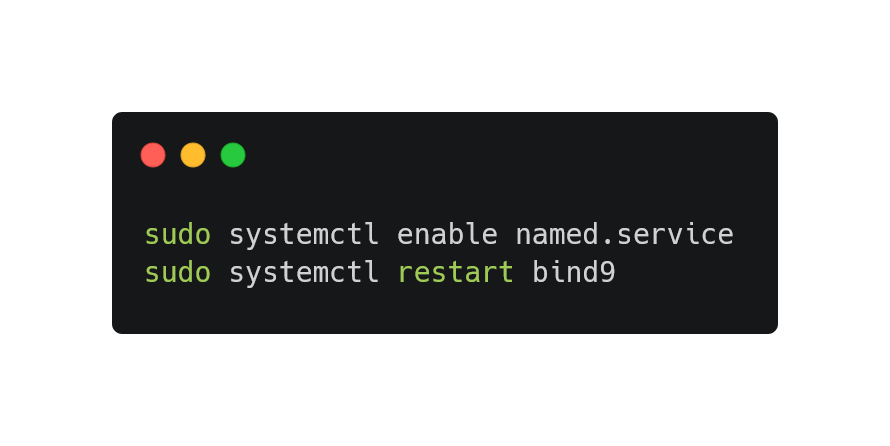 sudo systemctl enable named.service
sudo systemctl restart bind9